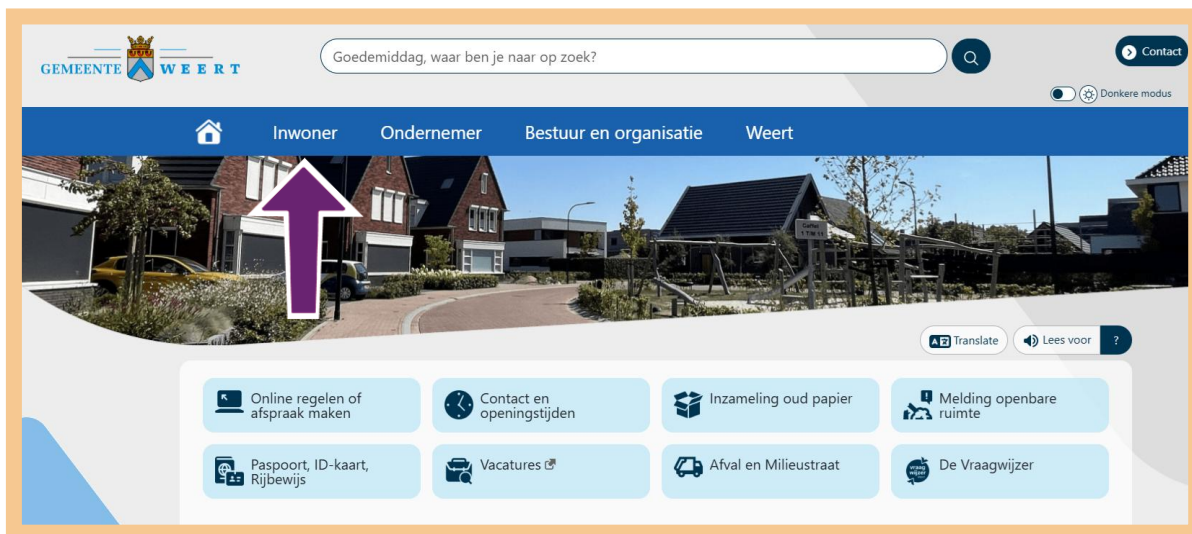 GEMEENTE WEERT
Goedemiddag, waar ben je naar op zoek?
Contact
Donkere modus
Inwoner Ondernemer Bestuur en organisatie Weert
Translate Lees voor ?
Online regelen of
afspraak maken
Contact en
openingstijden
Inzameling oud papier
Melding openbare
ruimte
Paspoort, ID-kaart,
Rijbewijs
Vacatures
Afval en Milieustraat
De Vraagwijzer